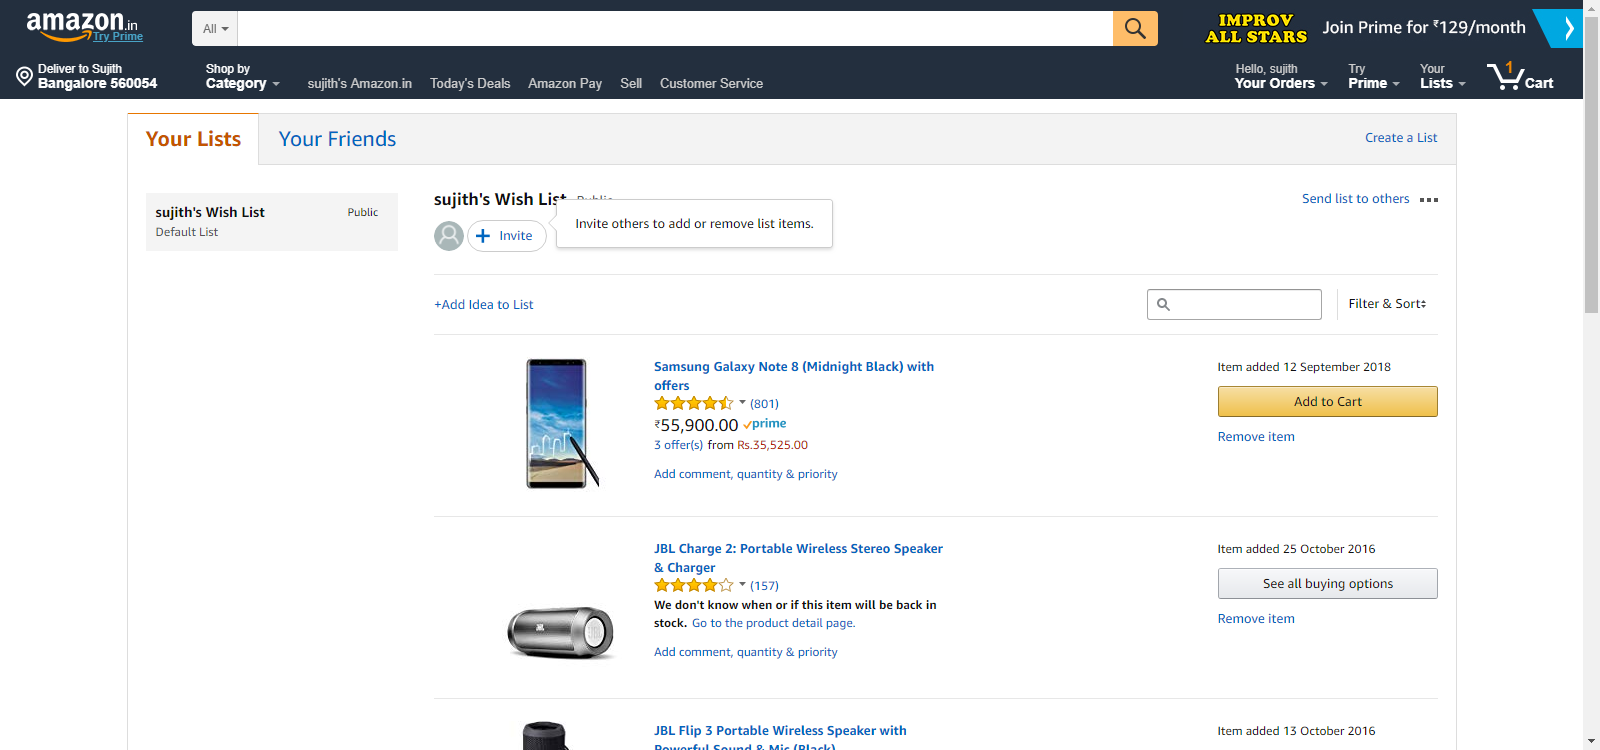 amazon.in
Try Prime
All
IMPROV
ALL STARS
Join Prime for ₹129/month
Deliver to Sujith
Bangalore 560054
Shop by
Category
sujith's Amazon.in
Today's Deals
Amazon Pay
Sell
Customer Service
Hello, sujith
Your Orders
Try
Prime
Your
Lists
1
Cart
Your Lists
Your Friends
Create a List
sujith's Wish List
Public
Default List
sujith's Wish List
Public
Send list to others
Invite
Invite others to add or remove list items.
+Add Idea to List
Filter & Sort
Samsung Galaxy Note 8 (Midnight Black) with
offers
(801)
₹55,900.00 prime
3 offer(s) from Rs.35,525.00
Add comment, quantity & priority
Item added 12 September 2018
Add to Cart
Remove item
JBL Charge 2: Portable Wireless Stereo Speaker
& Charger
(157)
We don't know when or if this item will be back in
stock. Go to the product detail page.
Add comment, quantity & priority
JBL
Item added 25 October 2016
See all buying options
Remove item
JBL Flip 3 Portable Wireless Speaker with
Powerful Sound & Mic (Black)
Item added 13 October 2016